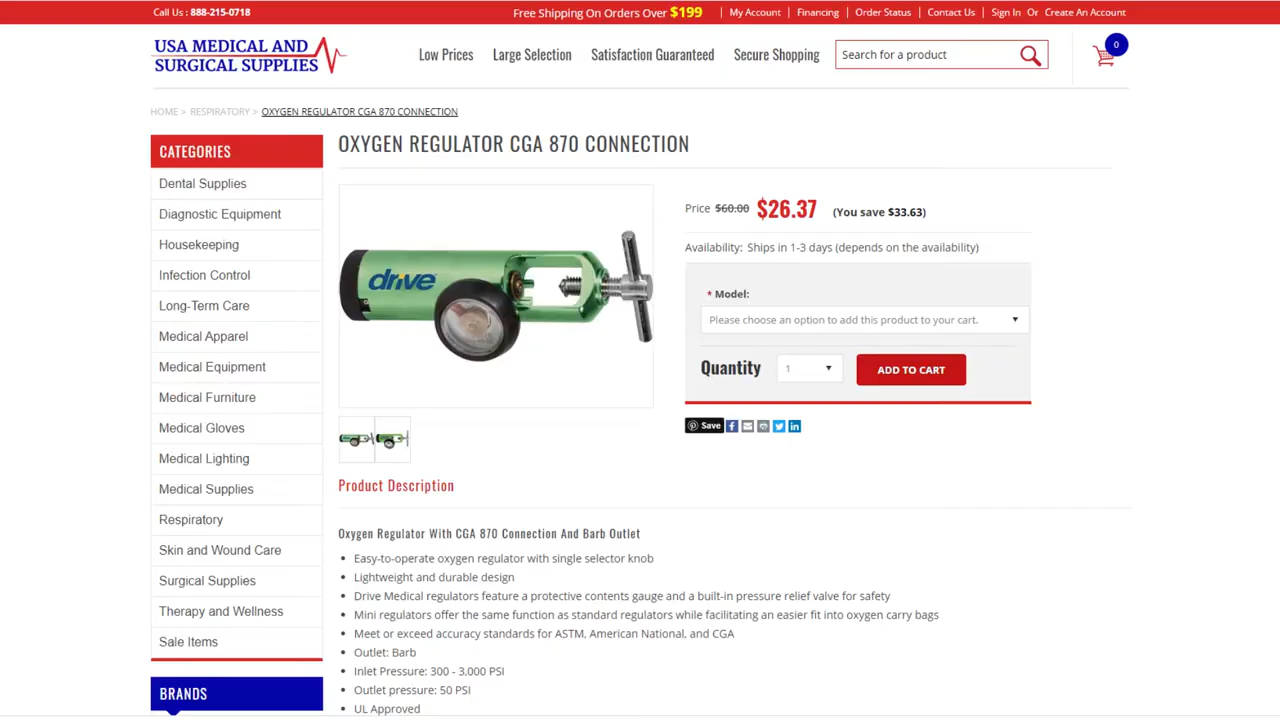 Call Us : 888-215-0718
Free Shipping On Orders Over $199
My Account
Financing
Order Status
Contact Us
Sign In Or Create An Account
USA MEDICAL AND
SURGICAL SUPPLIES
Low Prices
Large Selection
Satisfaction Guaranteed
Secure Shopping
Search for a product
0
HOME > RESPIRATORY > OXYGEN REGULATOR CGA 870 CONNECTION
CATEGORIES
Dental Supplies
Diagnostic Equipment
Housekeeping
Infection Control
Long-Term Care
Medical Apparel
Medical Equipment
Medical Furniture
Medical Gloves
Medical Lighting
Medical Supplies
Respiratory
Skin and Wound Care
Surgical Supplies
Therapy and Wellness
Sale Items
BRANDS
OXYGEN REGULATOR CGA 870 CONNECTION
drive
Price $60.00 $26.37 (You save $33.63)
Availability: Ships in 1-3 days (depends on the availability)
* Model:
Please choose an option to add this product to your cart.
Quantity
1
ADD TO CART
Save
Product Description
Oxygen Regulator With CGA 870 Connection And Barb Outlet
Easy-to-operate oxygen regulator with single selector knob
Lightweight and durable design
Drive Medical regulators feature a protective contents gauge and a built-in pressure relief valve for safety
Mini regulators offer the same function as standard regulators while facilitating an easier fit into oxygen carry bags
Meet or exceed accuracy standards for ASTM, American National, and CGA
Outlet: Barb
Inlet Pressure: 300 - 3,000 PSI
Outlet pressure: 50 PSI
UL Approved